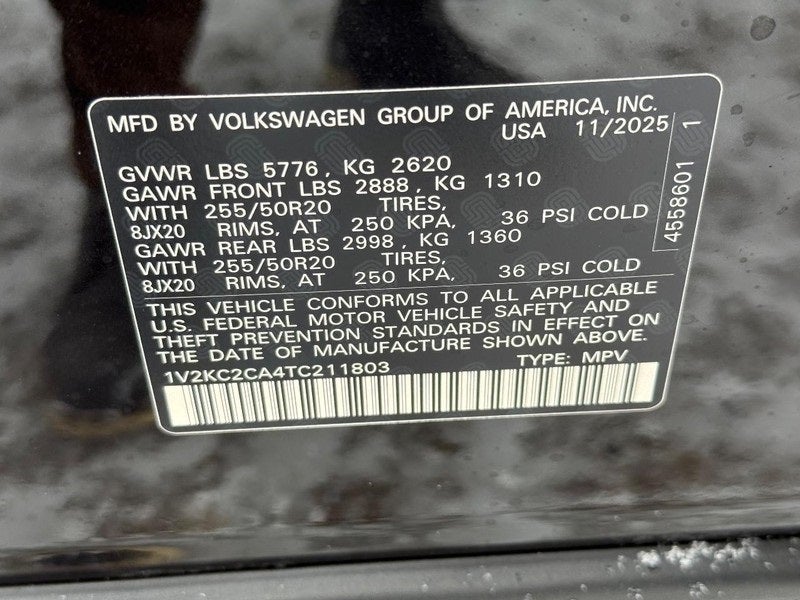 MFD BY VOLKSWAGEN GROUP OF AMERICA, INC.
USA 11/2025
GVWR LBS 5776, KG 2620
GAWR FRONT LBS 2888, KG 1310
WITH 255/50R20 TIRES,
8JX20 RIMS, AT 250 KPA, 36 PSI COLD
GAWR REAR LBS 2998, KG 1360
WITH 255/50R20 TIRES,
8JX20 RIMS, AT 250 KPA, 36 PSI COLD
THIS VEHICLE CONFORMS TO ALL APPLICABLE
U.S. FEDERAL MOTOR VEHICLE SAFETY AND
THEFT PREVENTION STANDARDS IN EFFECT ON
THE DATE OF MANUFACTURE SHOWN ABOVE.
1V2KC2CA4TC211803 TYPE: MPV
4558601 1